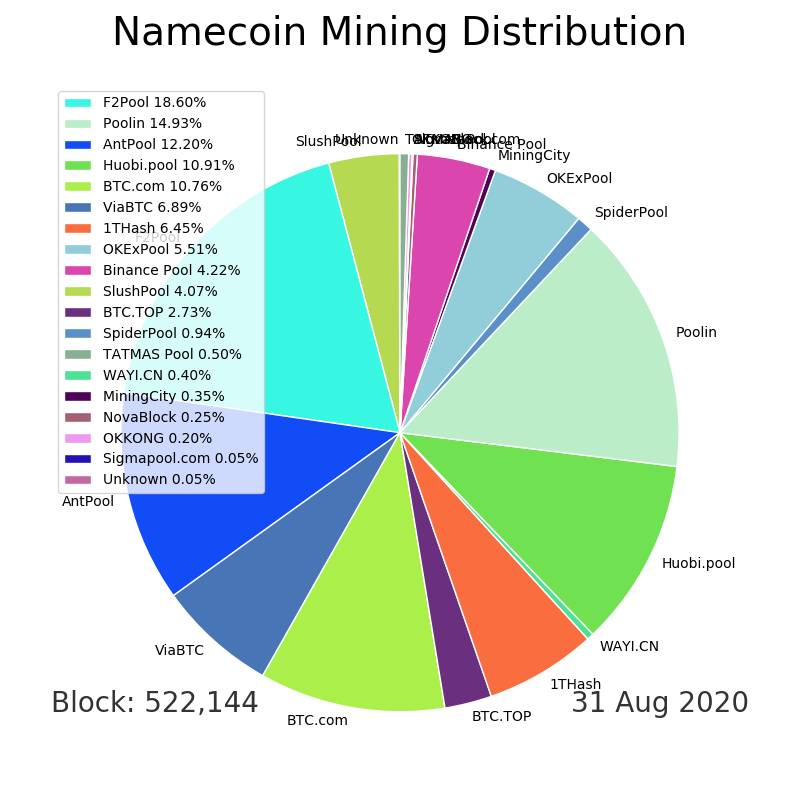 Namecoin Mining Distribution
F2Pool 18.60%
Poolin 14.93%
AntPool 12.20%
Huobi.pool 10.91%
BTC.com 10.76%
ViaBTC 6.89%
1THash 6.45%
OKExPool 5.51%
Binance Pool 4.22%
SlushPool 4.07%
BTC.TOP 2.73%
SpiderPool 0.94%
TATMAS Pool 0.50%
WAYI.CN 0.40%
MiningCity 0.35%
NovaBlock 0.25%
OKKONG 0.20%
Sigmapool.com 0.05%
Unknown 0.05%
SlushPool
Unknown
Binance Pool
MiningCity
OKExPool
SpiderPool
F2Pool
Poolin
AntPool
Huobi.pool
WAYI.CN
ViaBTC
1THash
BTC.TOP
BTC.com
Block: 522,144
31 Aug 2020